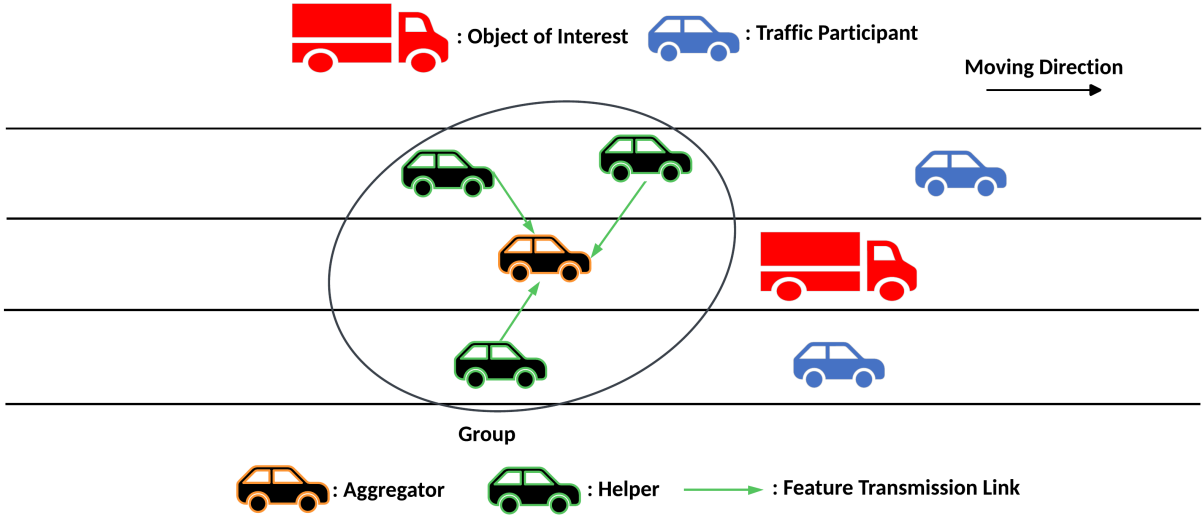 : Object of Interest
: Traffic Participant
Moving Direction
Group
: Aggregator
: Helper
: Feature Transmission Link